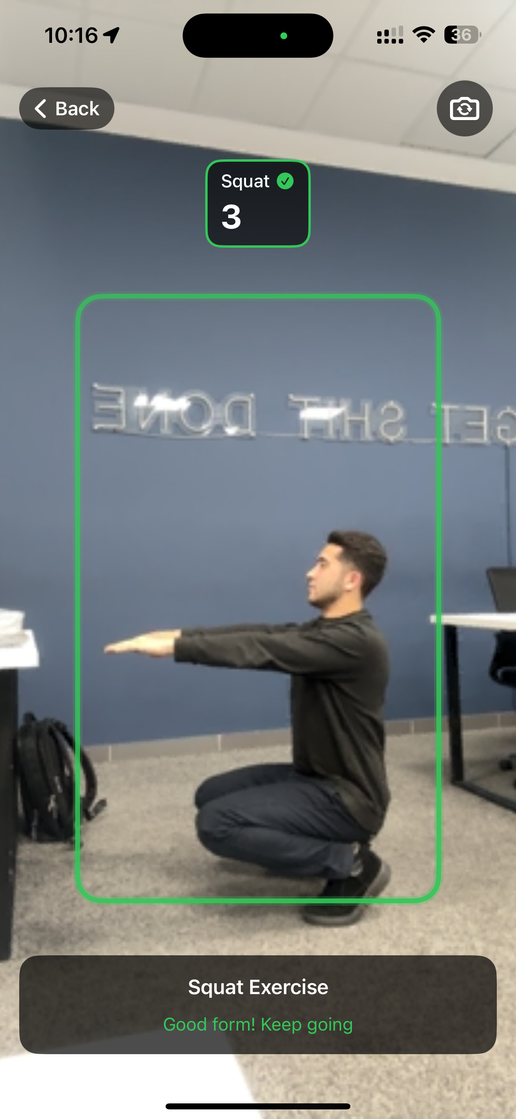 10:16
36
Back
Squat
3
GET SHIT DONE
Squat Exercise
Good form! Keep going